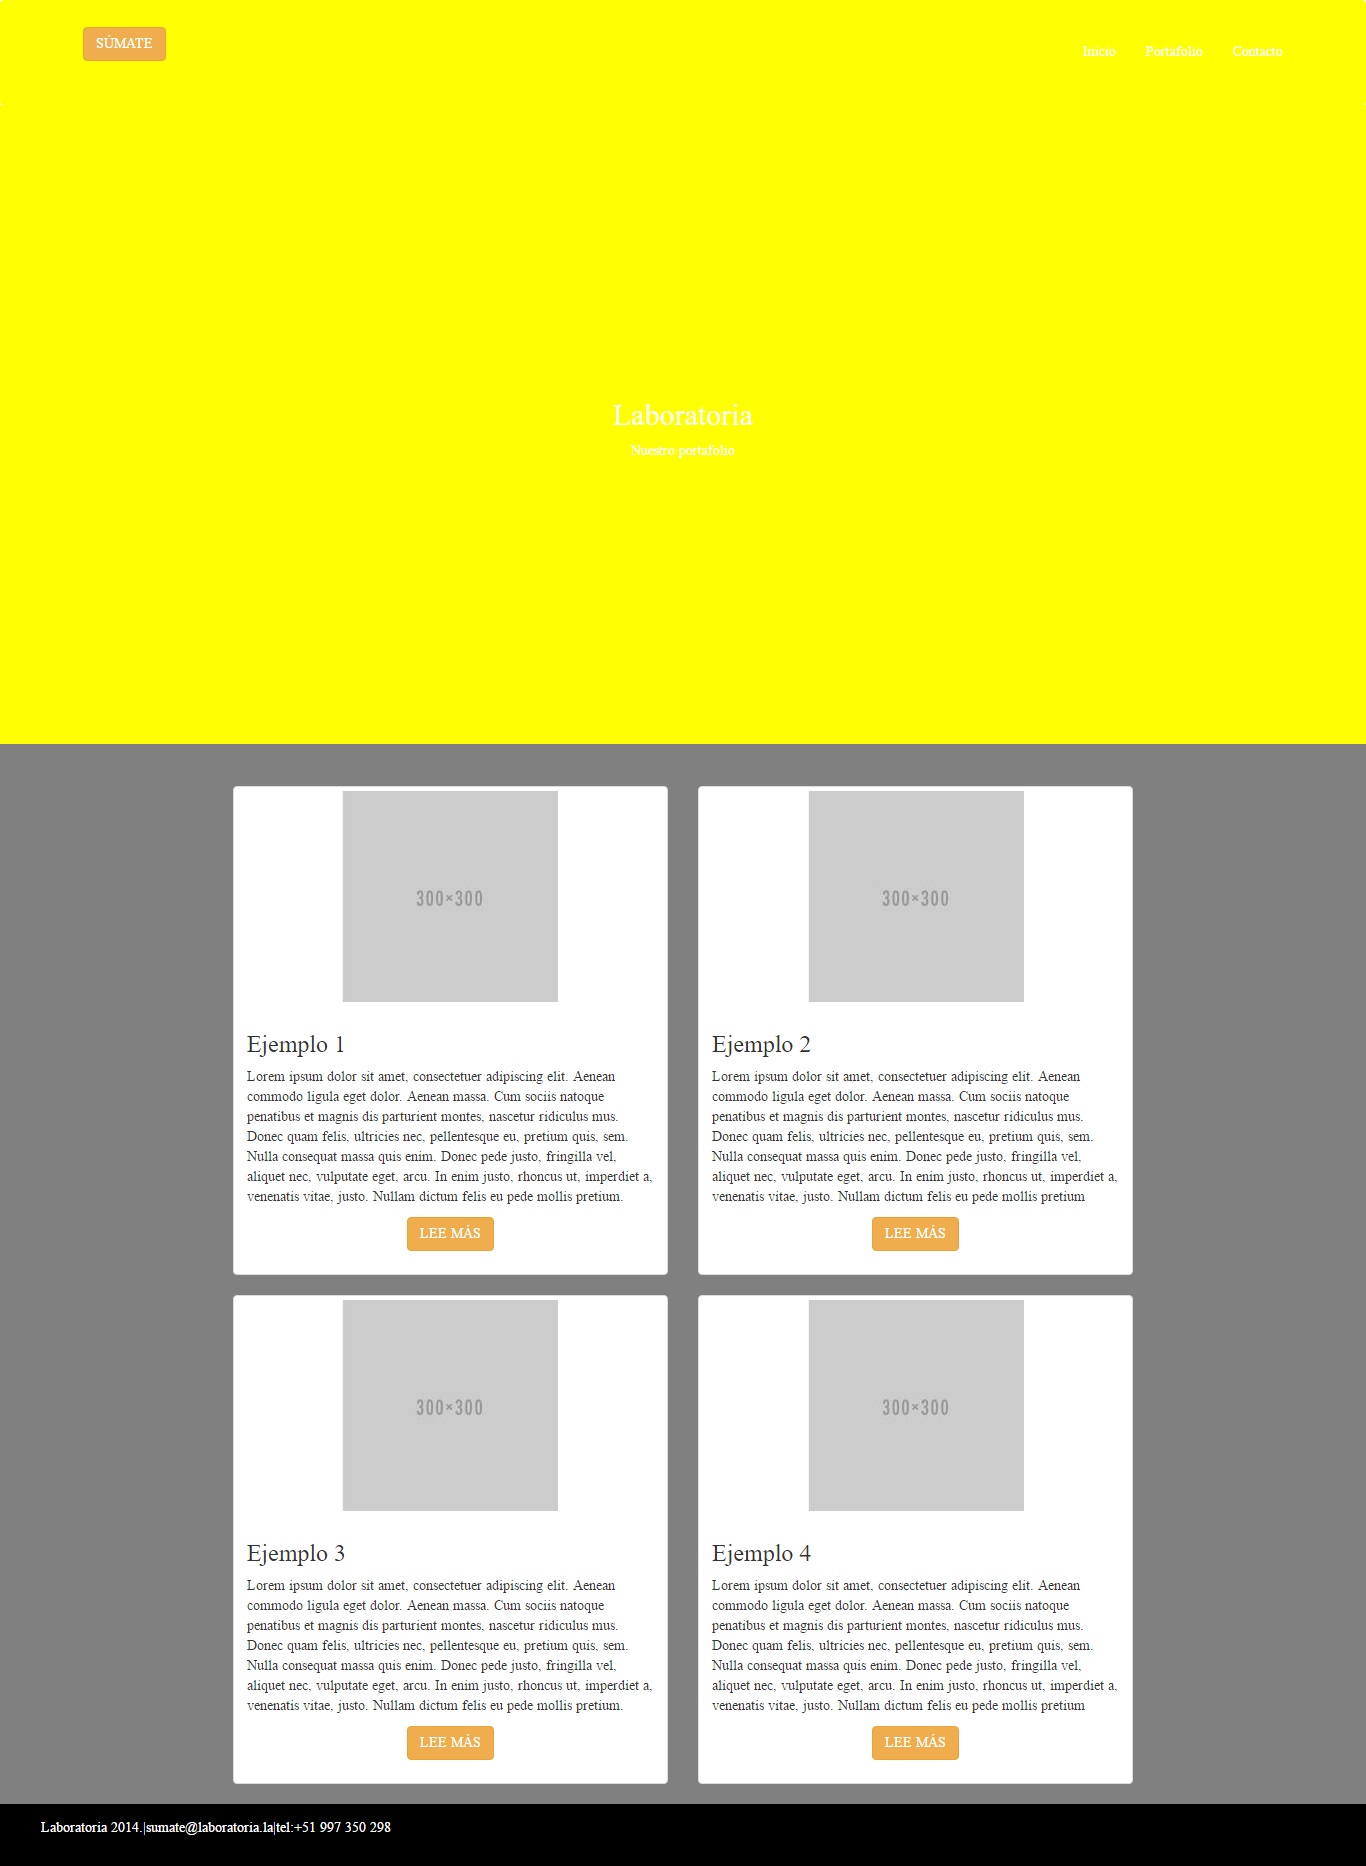 SÚMATE
Inicio Portafolio Contacto
Laboratoria
Nuestro portafolio
300×300
Ejemplo 1
Lorem ipsum dolor sit amet, consectetuer adipiscing elit. Aenean
commodo ligula eget dolor. Aenean massa. Cum sociis natoque
penatibus et magnis dis parturient montes, nascetur ridiculus mus.
Donec quam felis, ultricies nec, pellentesque eu, pretium quis, sem.
Nulla consequat massa quis enim. Donec pede justo, fringilla vel,
aliquet nec, vulputate eget, arcu. In enim justo, rhoncus ut, imperdiet a,
venenatis vitae, justo. Nullam dictum felis eu pede mollis pretium.
LEE MÁS
300×300
Ejemplo 2
Lorem ipsum dolor sit amet, consectetuer adipiscing elit. Aenean
commodo ligula eget dolor. Aenean massa. Cum sociis natoque
penatibus et magnis dis parturient montes, nascetur ridiculus mus.
Donec quam felis, ultricies nec, pellentesque eu, pretium quis, sem.
Nulla consequat massa quis enim. Donec pede justo, fringilla vel,
aliquet nec, vulputate eget, arcu. In enim justo, rhoncus ut, imperdiet a,
venenatis vitae, justo. Nullam dictum felis eu pede mollis pretium
LEE MÁS
300×300
Ejemplo 3
Lorem ipsum dolor sit amet, consectetuer adipiscing elit. Aenean
commodo ligula eget dolor. Aenean massa. Cum sociis natoque
penatibus et magnis dis parturient montes, nascetur ridiculus mus.
Donec quam felis, ultricies nec, pellentesque eu, pretium quis, sem.
Nulla consequat massa quis enim. Donec pede justo, fringilla vel,
aliquet nec, vulputate eget, arcu. In enim justo, rhoncus ut, imperdiet a,
venenatis vitae, justo. Nullam dictum felis eu pede mollis pretium.
LEE MÁS
300×300
Ejemplo 4
Lorem ipsum dolor sit amet, consectetuer adipiscing elit. Aenean
commodo ligula eget dolor. Aenean massa. Cum sociis natoque
penatibus et magnis dis parturient montes, nascetur ridiculus mus.
Donec quam felis, ultricies nec, pellentesque eu, pretium quis, sem.
Nulla consequat massa quis enim. Donec pede justo, fringilla vel,
aliquet nec, vulputate eget, arcu. In enim justo, rhoncus ut, imperdiet a,
venenatis vitae, justo. Nullam dictum felis eu pede mollis pretium
LEE MÁS
Laboratoria 2014.|sumate@laboratoria.la|tel:+51 997 350 298